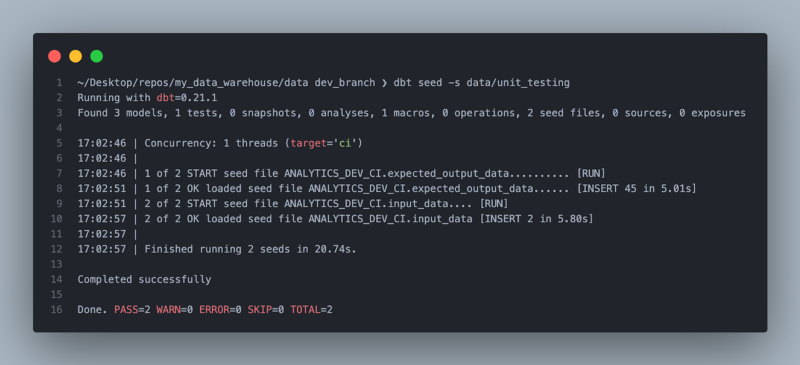 1 ~/Desktop/repos/my_data_warehouse/data dev_branch ❯ dbt seed -s data/unit_testing
2 Running with dbt=0.21.1
3 Found 3 models, 1 tests, 0 snapshots, 0 analyses, 1 macros, 0 operations, 2 seed files, 0 sources, 0 exposures
4
5 17:02:46 | Concurrency: 1 threads (target='ci')
6 17:02:46 |
7 17:02:46 | 1 of 2 START seed file ANALYTICS_DEV_CI.expected_output_data.......... [RUN]
8 17:02:51 | 1 of 2 OK loaded seed file ANALYTICS_DEV_CI.expected_output_data...... [INSERT 45 in 5.01s]
9 17:02:51 | 2 of 2 START seed file ANALYTICS_DEV_CI.input_data.... [RUN]
10 17:02:57 | 2 of 2 OK loaded seed file ANALYTICS_DEV_CI.input_data [INSERT 2 in 5.80s]
11 17:02:57 |
12 17:02:57 | Finished running 2 seeds in 20.74s.
13
14 Completed successfully
15
16 Done. PASS=2 WARN=0 ERROR=0 SKIP=0 TOTAL=2